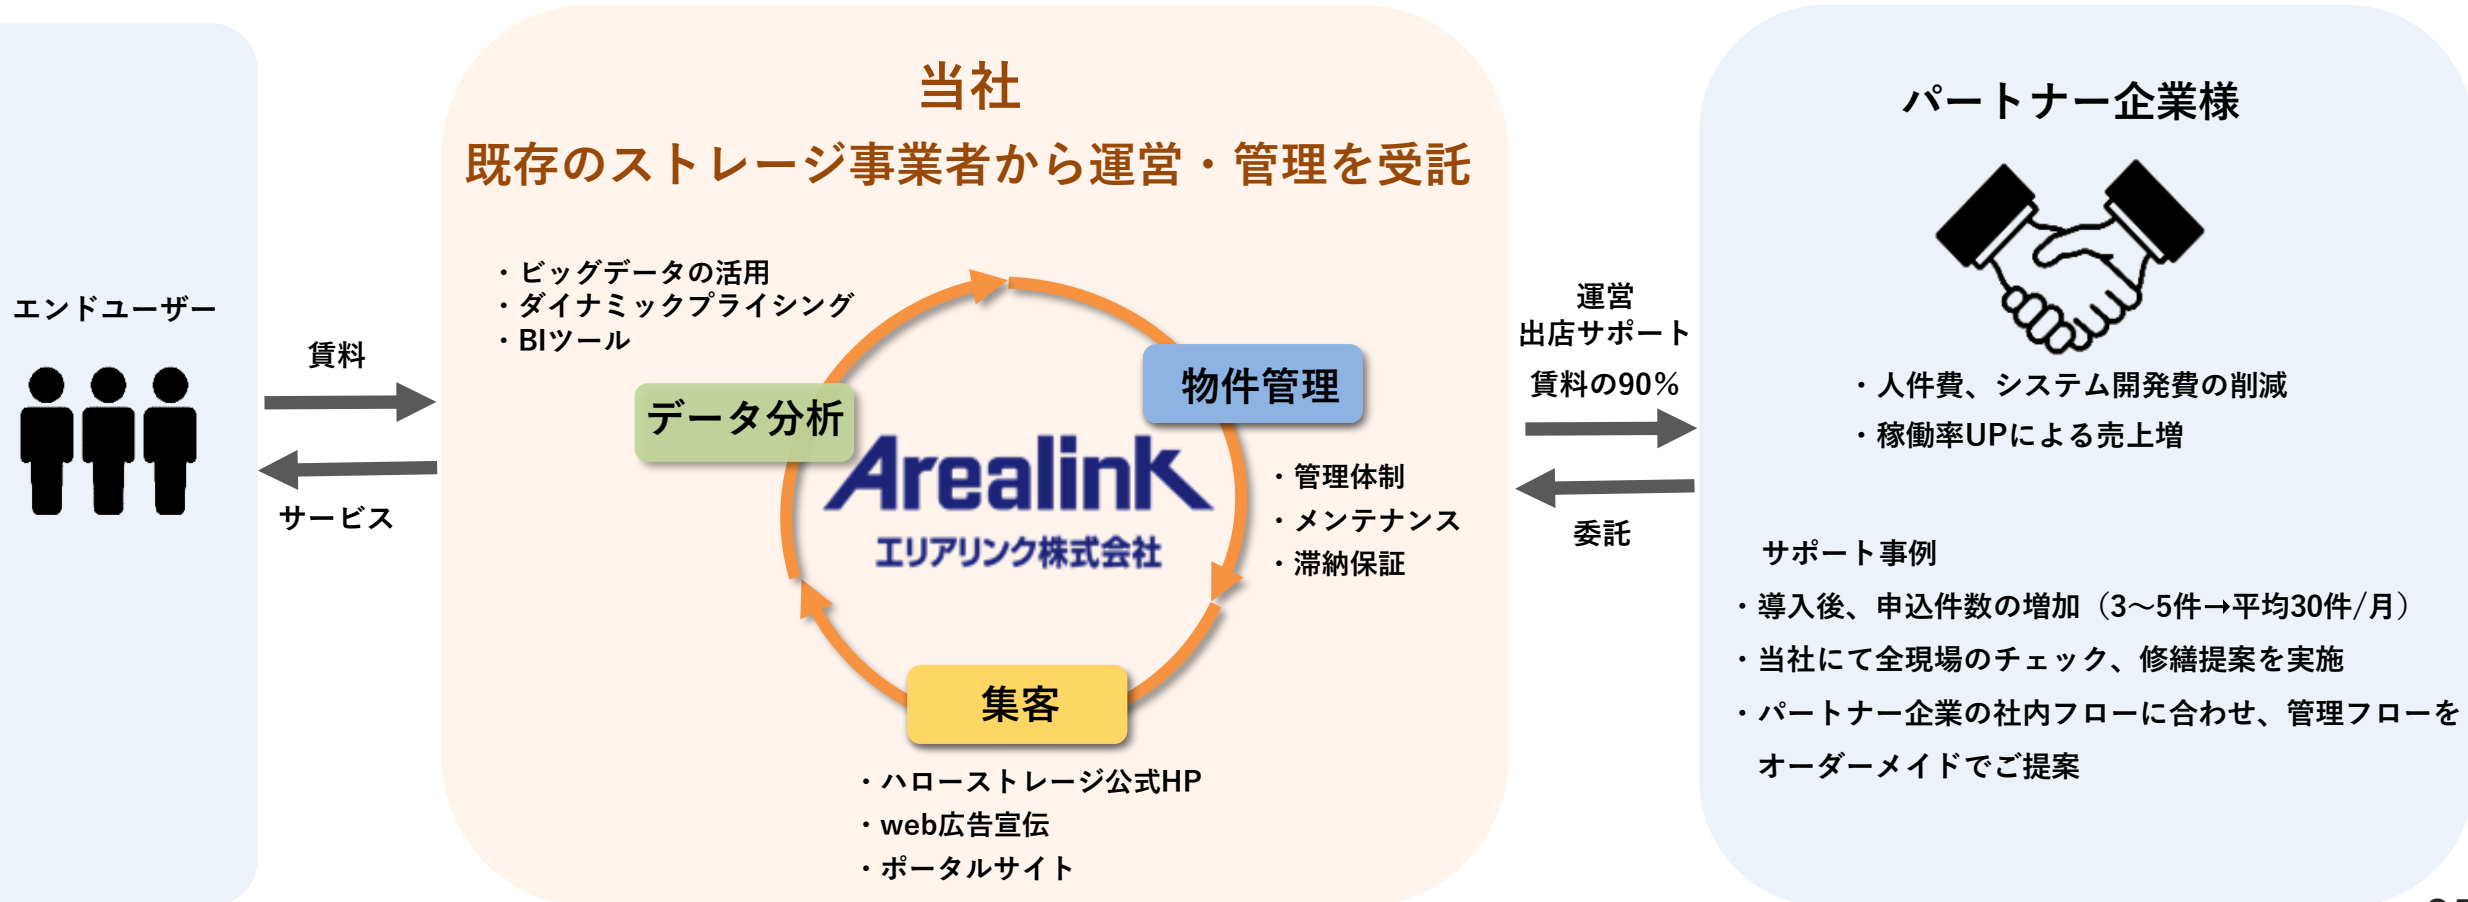 エンドユーザー
賃料
サービス
当社
既存のストレージ事業者から運営・管理を受託
・ビッグデータの活用
・ダイナミックプライシング
・BIツール
データ分析
物件管理
Arealink
エリアリンク株式会社
・管理体制
・メンテナンス
・滞納保証
集客
・ハローストレージ公式HP
・web広告宣伝
・ポータルサイト
運営
出店サポート
賃料の90%
委託
パートナー企業様
・人件費、システム開発費の削減
・稼働率UPによる売上増
サポート事例
・導入後、申込件数の増加（3～5件→平均30件/月）
・当社にて全現場のチェック、修繕提案を実施
・パートナー企業の社内フローに合わせ、管理フローを
オーダーメイドでご提案